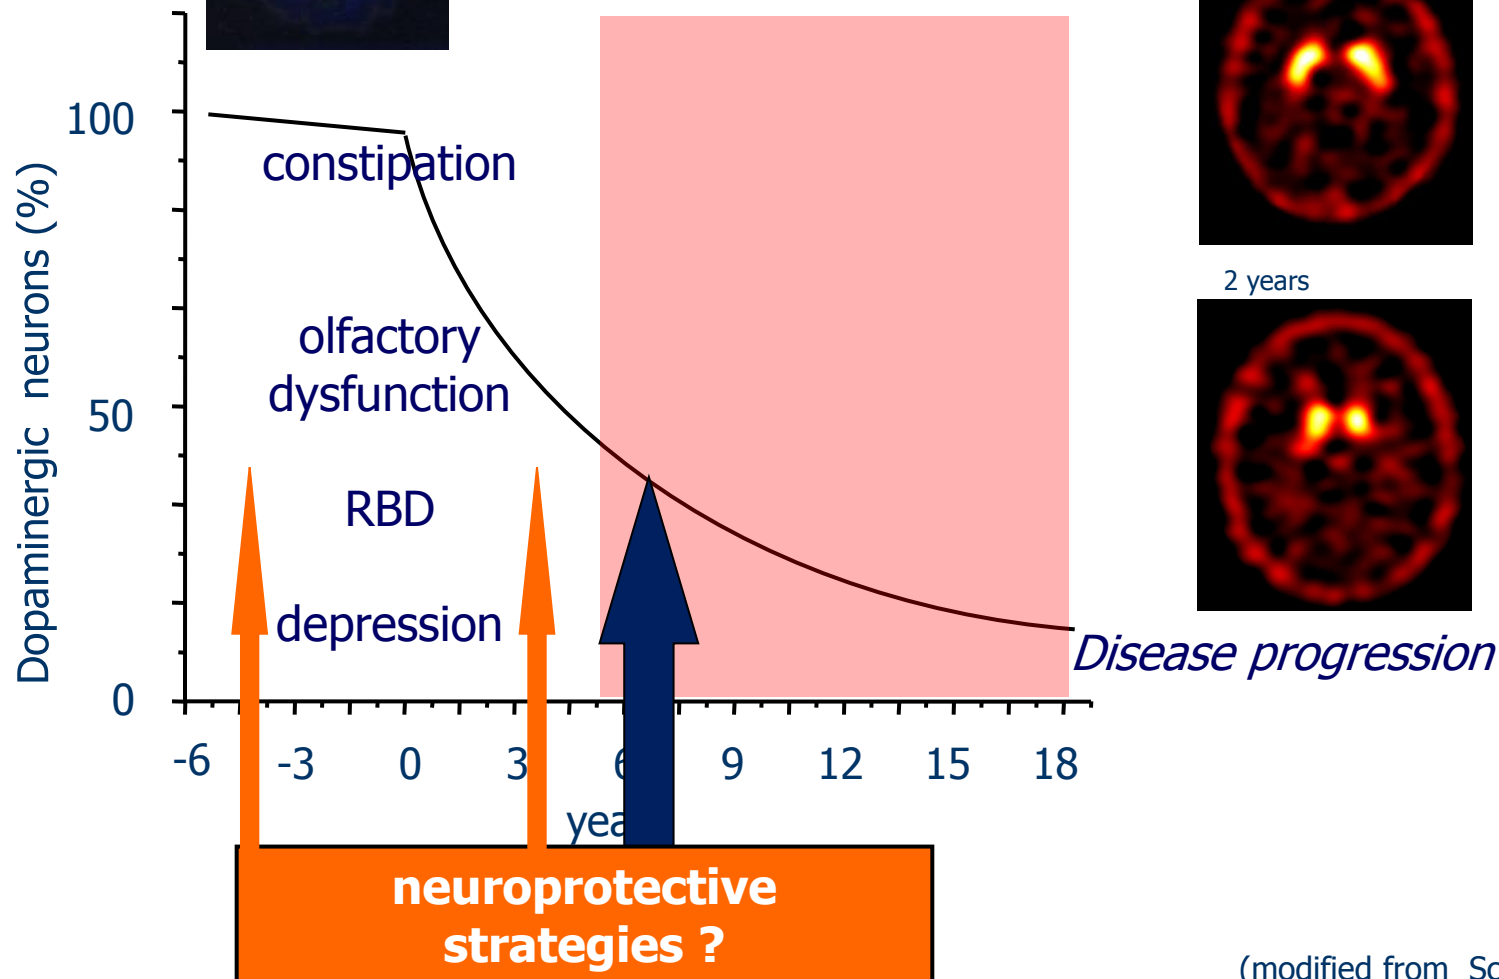 100
constipation
2 years
olfactory
dysfunction
50
RBD
depression
Dopaminergic neurons (%)
Disease progression
0
-6 -3 0 3 9 12 15 18
neuroprotective
strategies ?
(modified from